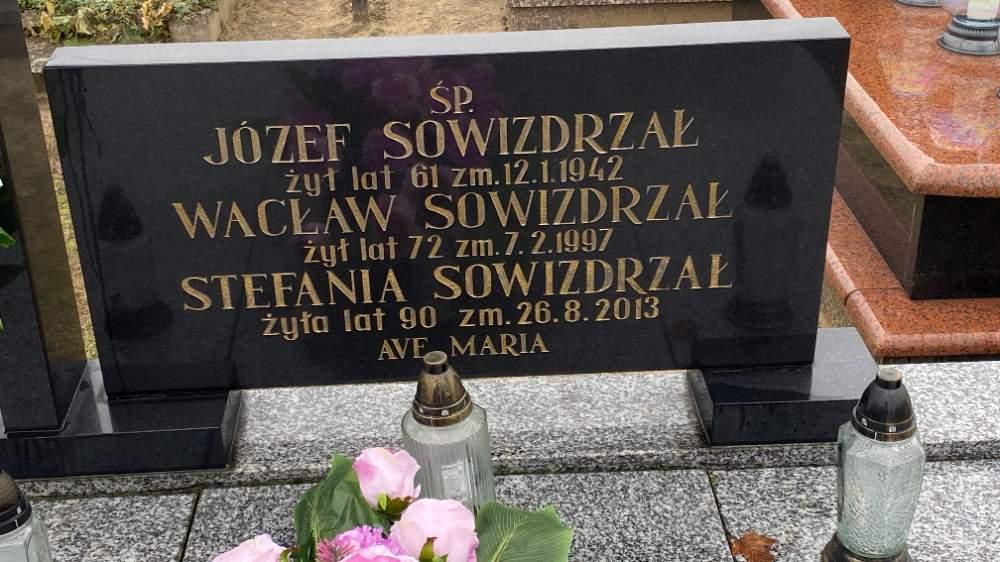 ŚP.
JÓZEF SOWIZDRZAŁ
żył lat 61 zm. 12.1.1942
WACŁAW SOWIZDRZAŁ
żył lat 72 zm. 7.2.1997
STEFANIA SOWIZDRZAŁ
żyła lat 90 zm. 26.8.2013
AVE MARIA